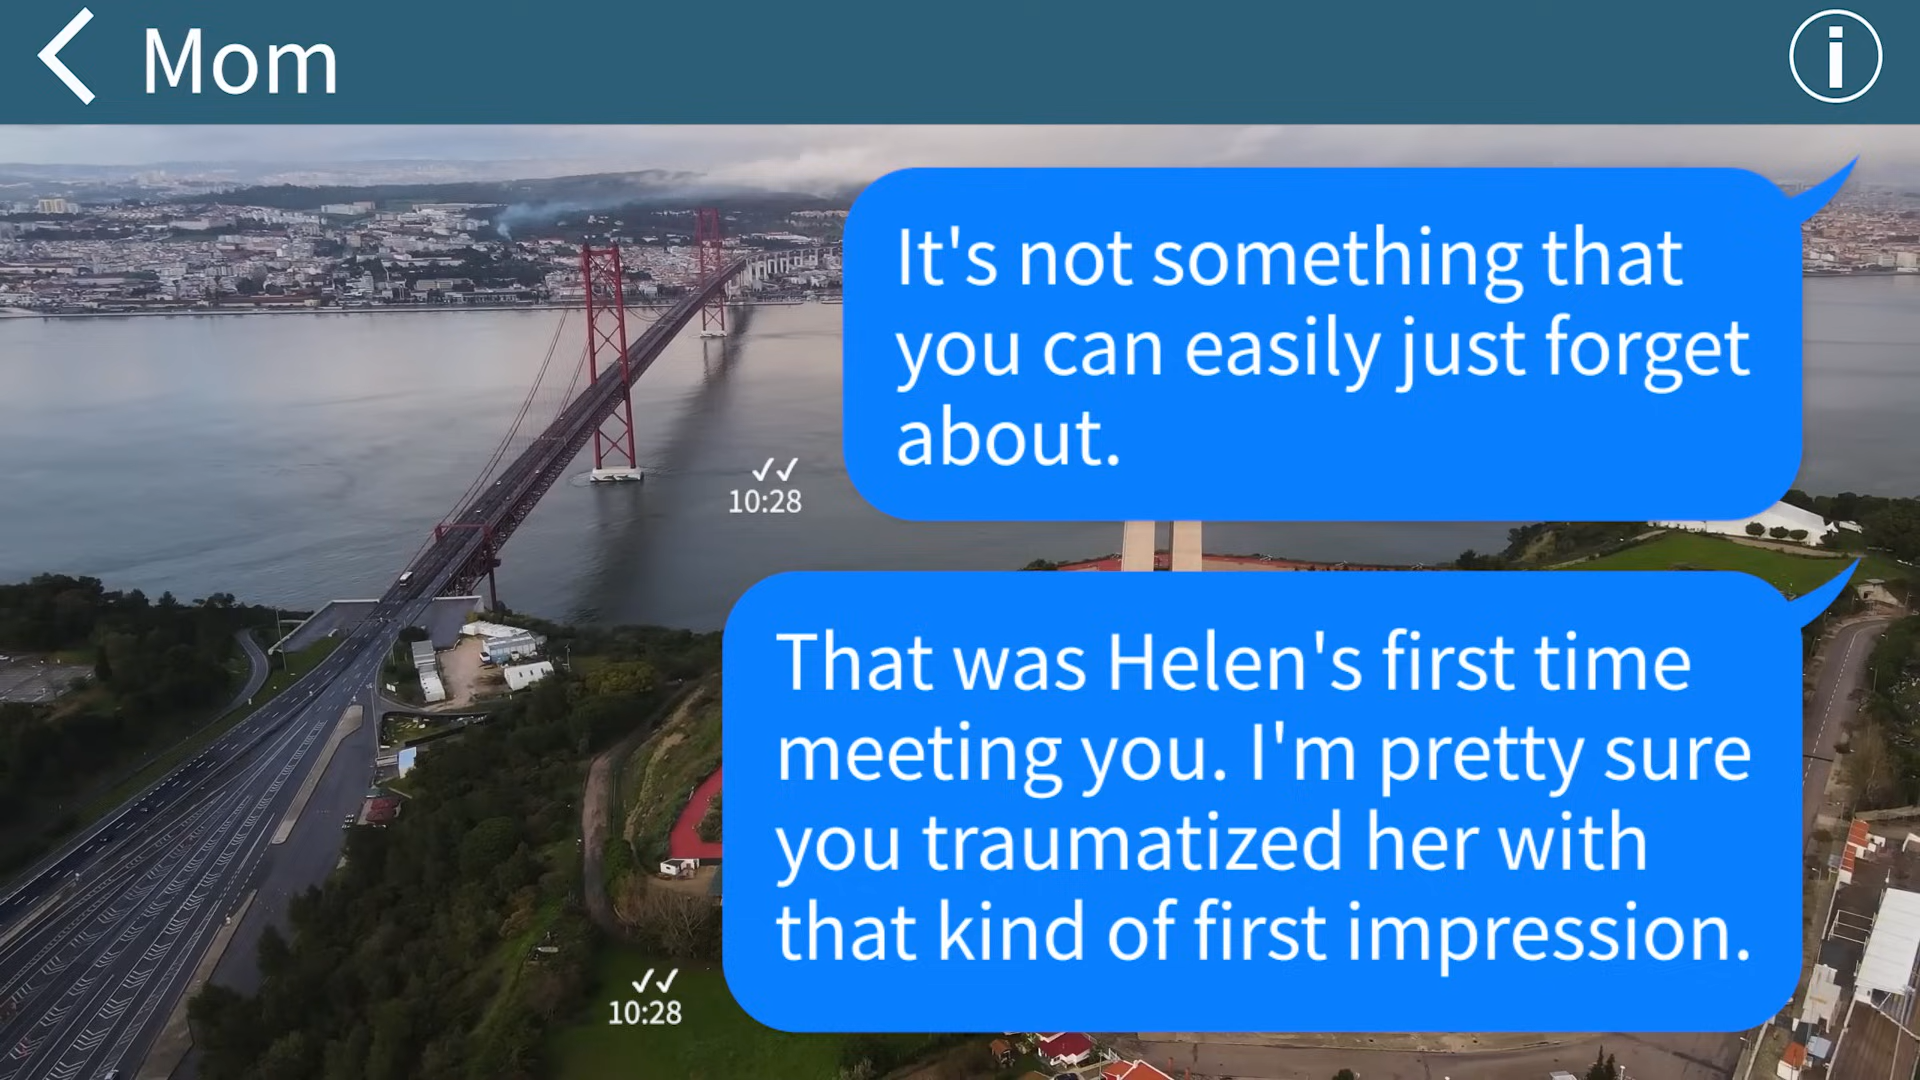 Mom
It's not something that
you can easily just forget
about.
10:28
That was Helen's first time
meeting you. I'm pretty sure
you traumatized her with
that kind of first impression.
10:28